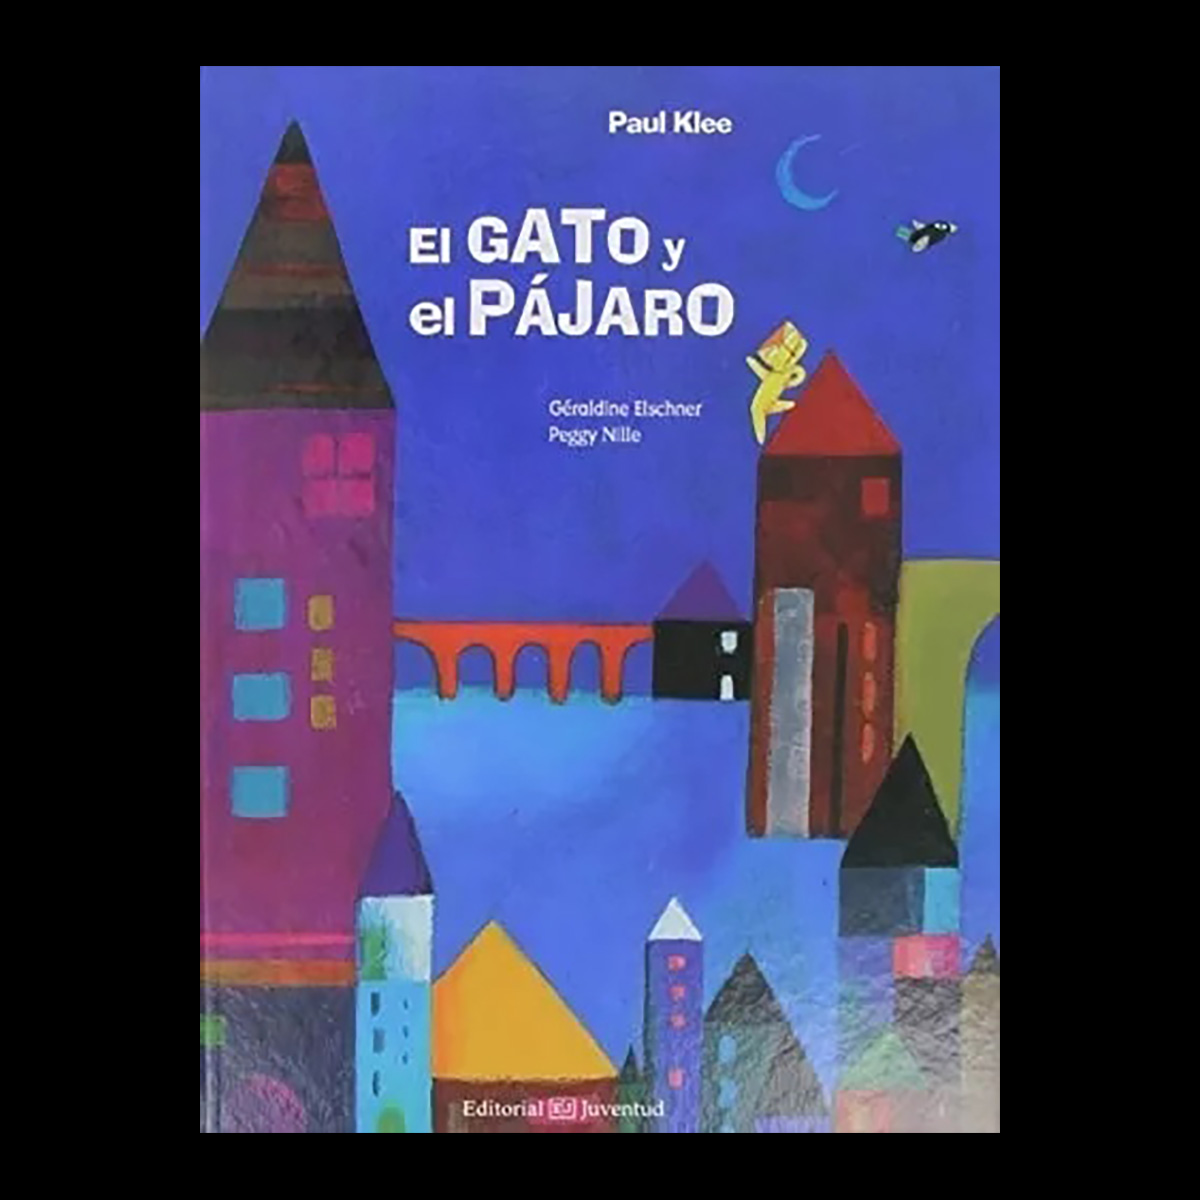 Paul Klee
El GATO y
el PÁJARO
Géraldine Elschner
Peggy Nille
Editorial EJ Juventud